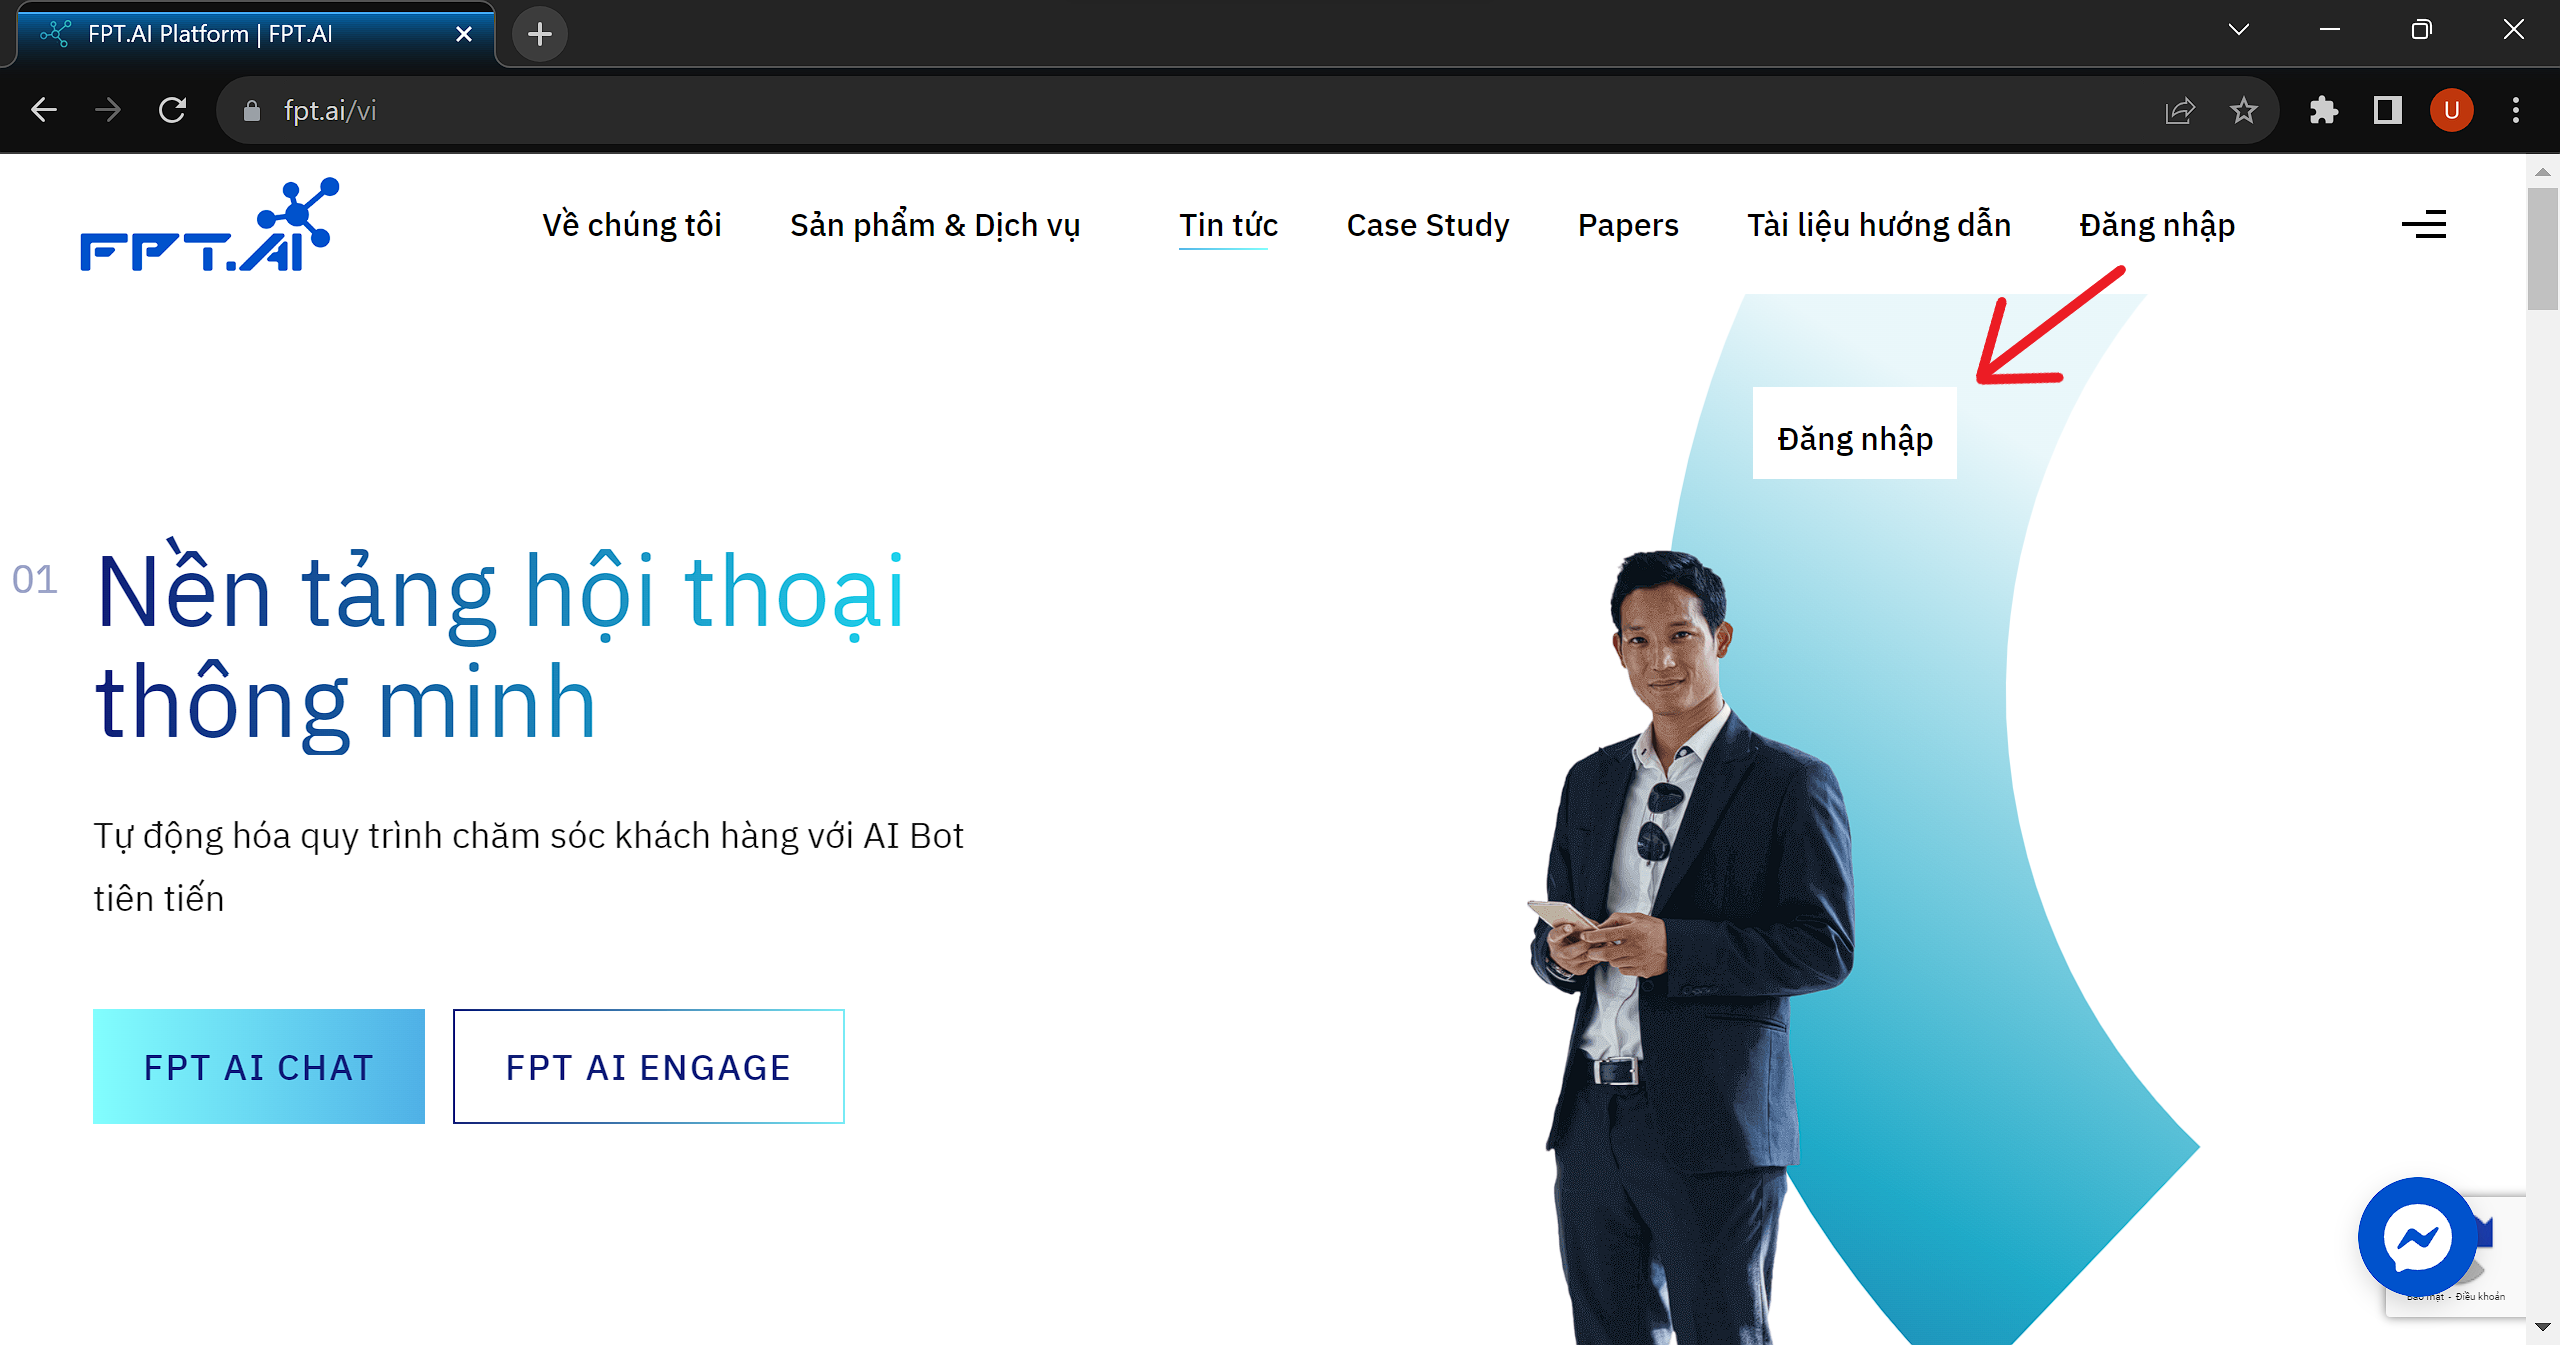 FPT.AI Platform | FPT.AI
fpt.ai/vi
U
FPT.AI
Về chúng tôi
Sản phẩm & Dịch vụ
Tin tức
Case Study
Papers
Tài liệu hướng dẫn
Đăng nhập
Đăng nhập
01
Nền tảng hội thoại
thông minh
Tự động hóa quy trình chăm sóc khách hàng với AI Bot
tiên tiến
FPT AI CHAT
FPT AI ENGAGE
Bảo mật - Điều khoản